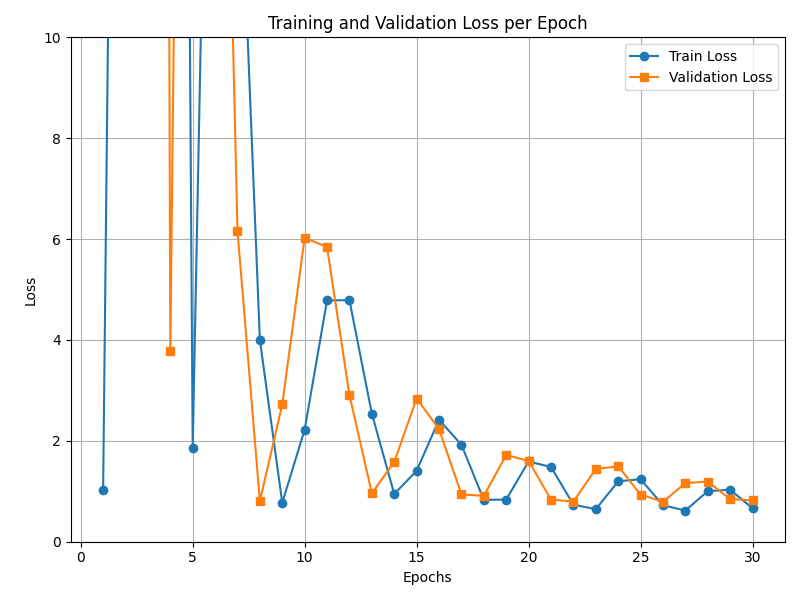 Training and Validation Loss per Epoch
Train Loss
Validation Loss
10
8
6
4
2
0
Loss
0 5 10 15 20 25 30
Epochs